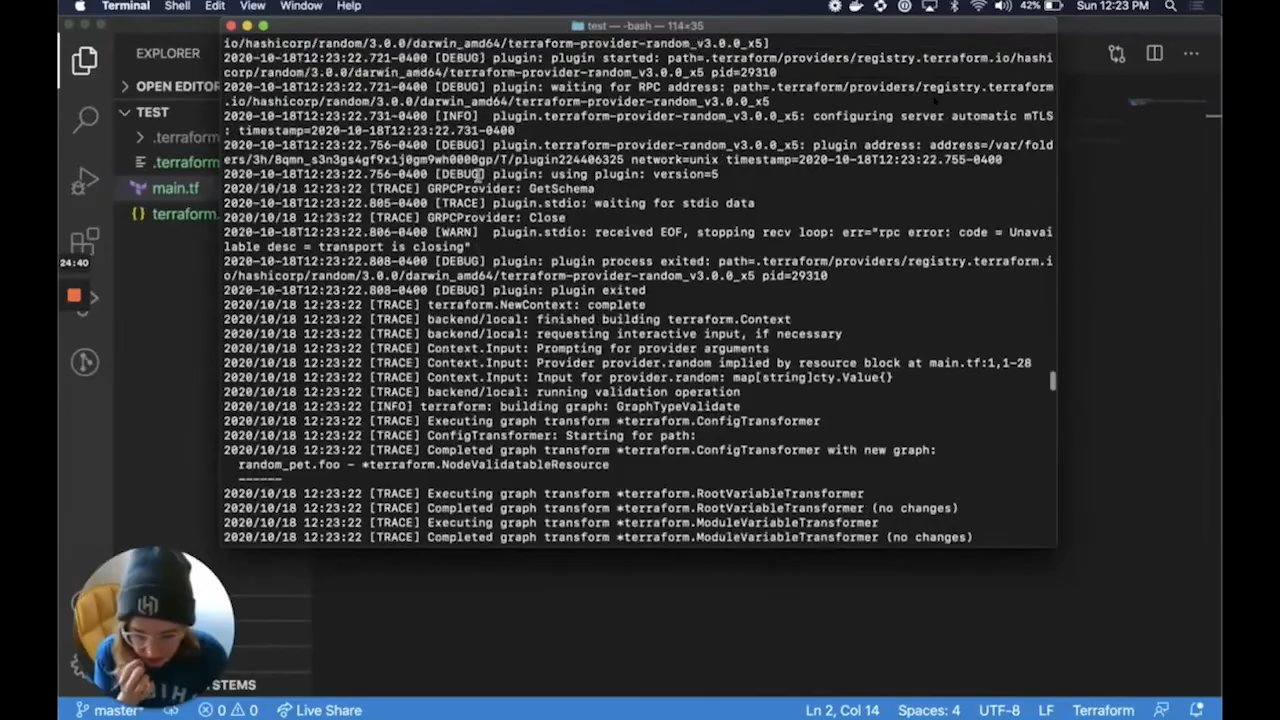 Terminal Shell Edit View Window Help 42% Sun 12:23 PM
test — -bash — 114×35
io/hashicorp/random/3.0.0/darwin_amd64/terraform-provider-random_v3.0.0_x5]
2020-10-18T12:23:22.721-0400 [DEBUG] plugin: plugin started: path=.terraform/providers/registry.terraform.io/hashi
corp/random/3.0.0/darwin_amd64/terraform-provider-random_v3.0.0_x5 pid=29310
2020-10-18T12:23:22.721-0400 [DEBUG] plugin: waiting for RPC address: path=.terraform/providers/registry.terraform
.io/hashicorp/random/3.0.0/darwin_amd64/terraform-provider-random_v3.0.0_x5
2020-10-18T12:23:22.731-0400 [INFO]  plugin.terraform-provider-random_v3.0.0_x5: configuring server automatic mTLS
: timestamp=2020-10-18T12:23:22.731-0400
2020-10-18T12:23:22.756-0400 [DEBUG] plugin.terraform-provider-random_v3.0.0_x5: plugin address: address=/var/fold
ers/3h/8qmn_s3n3gs4gf9x1j0gm9wh0000gp/T/plugin224406325 network=unix timestamp=2020-10-18T12:23:22.755-0400
2020-10-18T12:23:22.756-0400 [DEBUG] plugin: using plugin: version=5
2020/10/18 12:23:22 [TRACE] GRPCProvider: GetSchema
2020-10-18T12:23:22.805-0400 [TRACE] plugin.stdio: waiting for stdio data
2020/10/18 12:23:22 [TRACE] GRPCProvider: Close
2020-10-18T12:23:22.806-0400 [WARN]  plugin.stdio: received EOF, stopping recv loop: err="rpc error: code = Unavai
lable desc = transport is closing"
2020-10-18T12:23:22.808-0400 [DEBUG] plugin: plugin process exited: path=.terraform/providers/registry.terraform.i
o/hashicorp/random/3.0.0/darwin_amd64/terraform-provider-random_v3.0.0_x5 pid=29310
2020-10-18T12:23:22.808-0400 [DEBUG] plugin: plugin exited
2020/10/18 12:23:22 [TRACE] terraform.NewContext: complete
2020/10/18 12:23:22 [TRACE] backend/local: finished building terraform.Context
2020/10/18 12:23:22 [TRACE] backend/local: requesting interactive input, if necessary
2020/10/18 12:23:22 [TRACE] Context.Input: Prompting for provider arguments
2020/10/18 12:23:22 [TRACE] Context.Input: Provider provider.random implied by resource block at main.tf:1,1-28
2020/10/18 12:23:22 [TRACE] Context.Input: Input for provider.random: map[string]cty.Value{}
2020/10/18 12:23:22 [TRACE] backend/local: running validation operation
2020/10/18 12:23:22 [INFO] terraform: building graph: GraphTypeValidate
2020/10/18 12:23:22 [TRACE] Executing graph transform *terraform.ConfigTransformer
2020/10/18 12:23:22 [TRACE] ConfigTransformer: Starting for path:
2020/10/18 12:23:22 [TRACE] Completed graph transform *terraform.ConfigTransformer with new graph:
random_pet.foo - *terraform.NodeValidatableResource
------
2020/10/18 12:23:22 [TRACE] Executing graph transform *terraform.RootVariableTransformer
2020/10/18 12:23:22 [TRACE] Completed graph transform *terraform.RootVariableTransformer (no changes)
2020/10/18 12:23:22 [TRACE] Executing graph transform *terraform.ModuleVariableTransformer
2020/10/18 12:23:22 [TRACE] Completed graph transform *terraform.ModuleVariableTransformer (no changes)
EXPLORER
OPEN EDITOR
TEST
.terraform
.terraform.
main.tf
{} terraform.
24:40
STEMS
master* 0 0 Live Share Ln 2, Col 14 Spaces: 4 UTF-8 LF Terraform